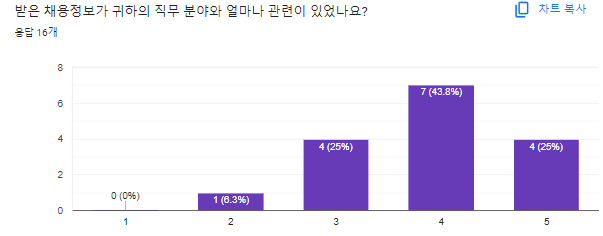 받은 채용정보가 귀하의 직무 분야와 얼마나 관련이 있었나요?
차트 복사
응답 16개
8
6
4
2
0
0 (0%)
1 (6.3%)
4 (25%)
7 (43.8%)
4 (25%)
1 2 3 4 5